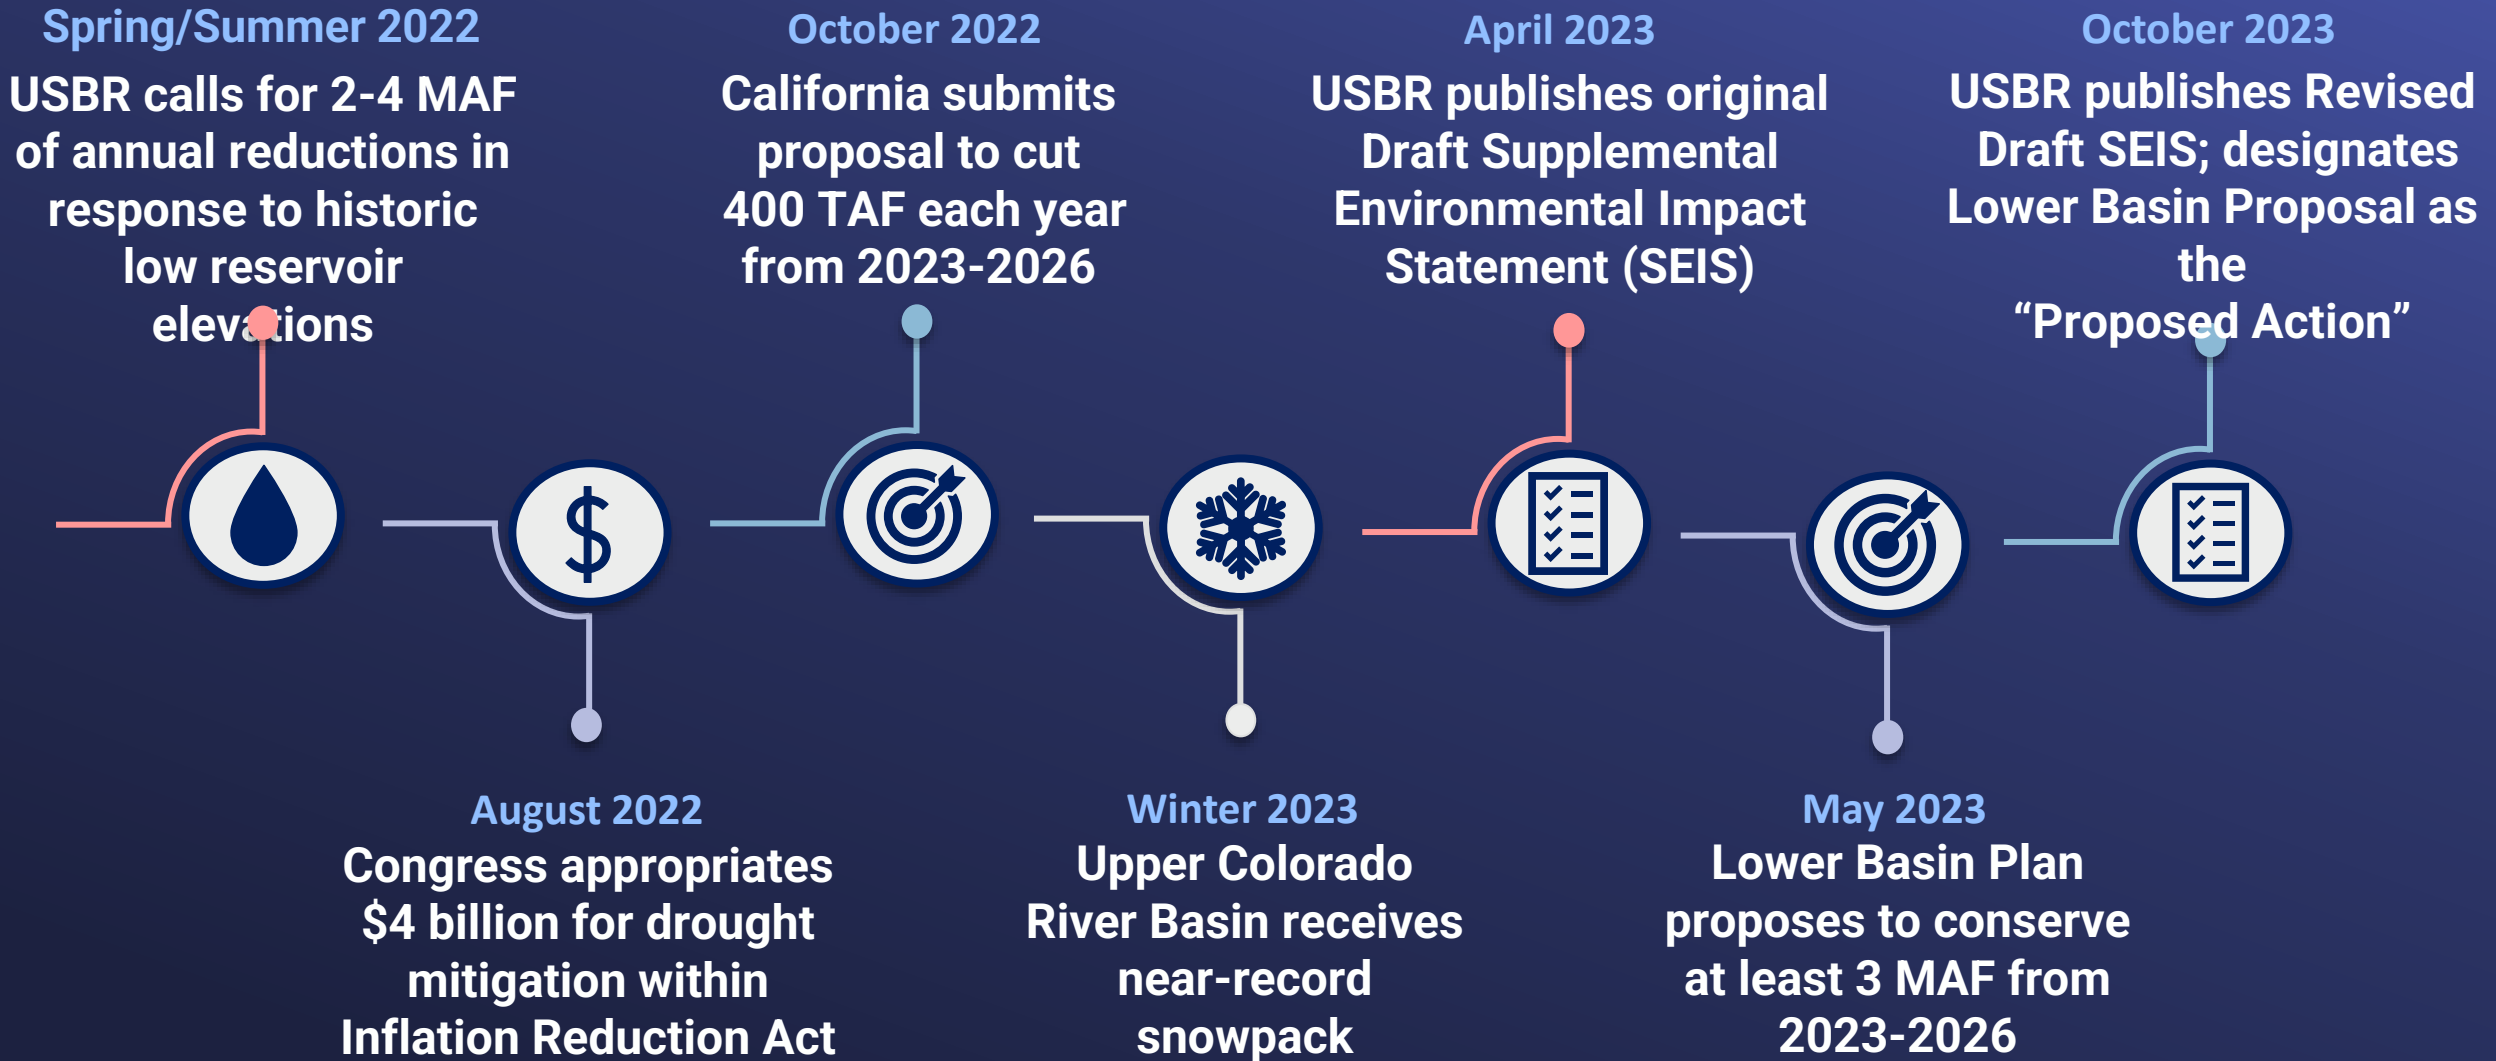 Spring/Summer 2022
USBR calls for 2-4 MAF
of annual reductions in
response to historic
low reservoir
elevations
August 2022
Congress appropriates
$4 billion for drought
mitigation within
Inflation Reduction Act
October 2022
California submits
proposal to cut
400 TAF each year
from 2023-2026
Winter 2023
Upper Colorado
River Basin receives
near-record
snowpack
April 2023
USBR publishes original
Draft Supplemental
Environmental Impact
Statement (SEIS)
May 2023
Lower Basin Plan
proposes to conserve
at least 3 MAF from
2023-2026
October 2023
USBR publishes Revised
Draft SEIS; designates
Lower Basin Proposal as
the
“Proposed Action”